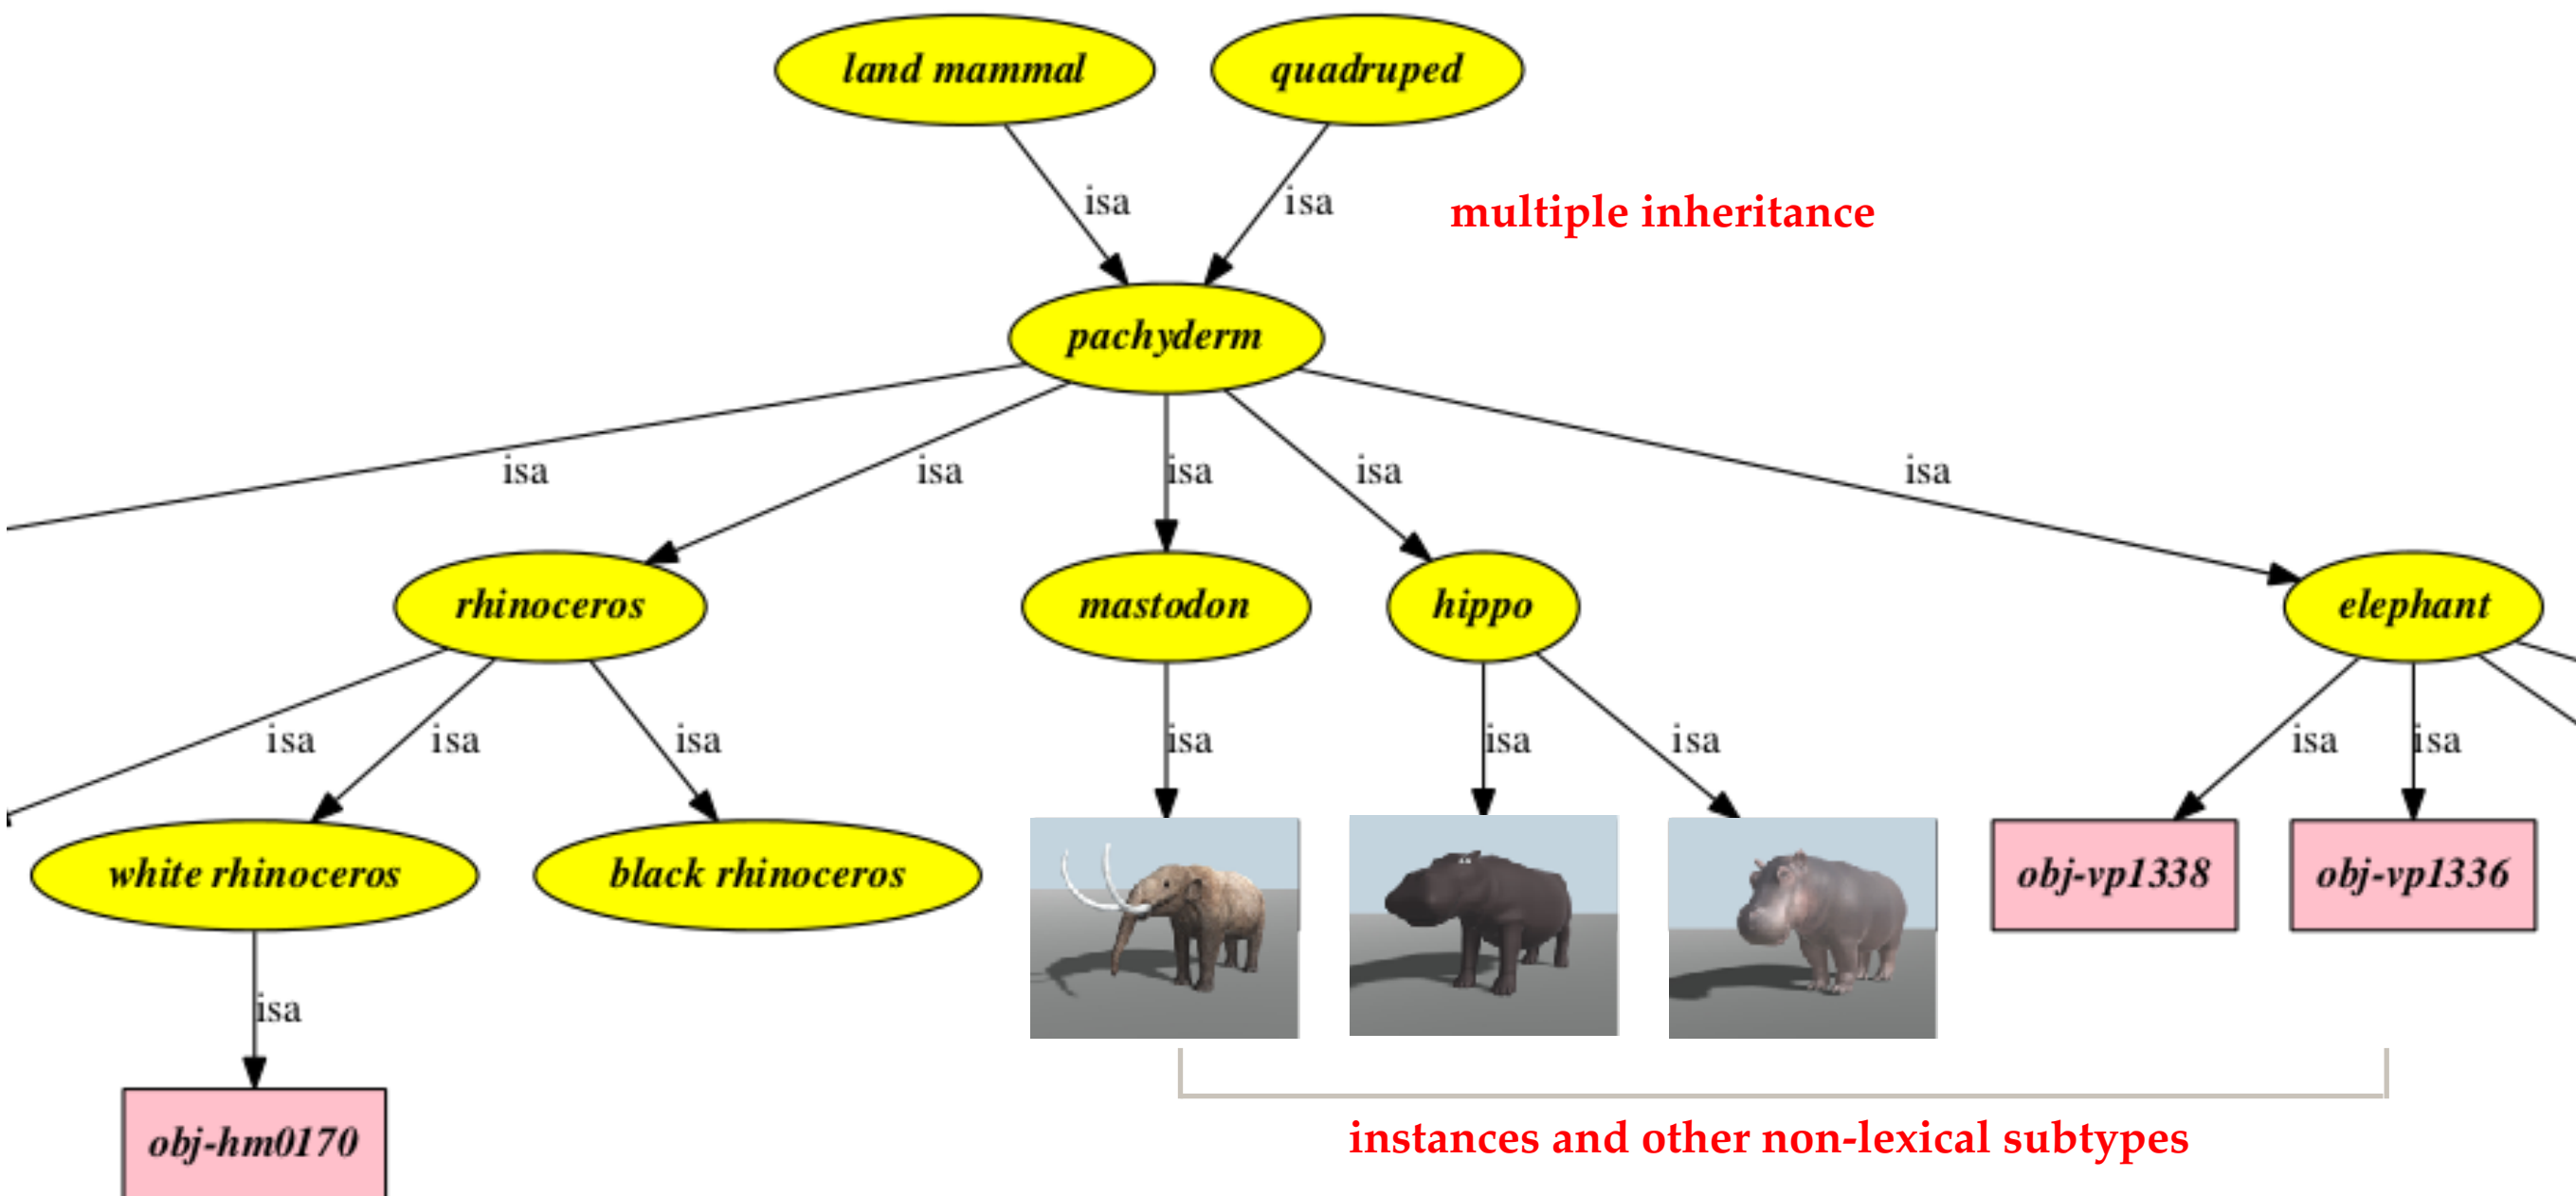 land mammal
quadruped
isa
isa
multiple inheritance
pachyderm
isa
isa
isa
isa
isa
rhinoceros
mastodon
hippo
elephant
isa
isa
isa
isa
isa
isa
isa
isa
white rhinoceros
black rhinoceros
obj-vp1338
obj-vp1336
isa
obj-hm0170
instances and other non-lexical subtypes